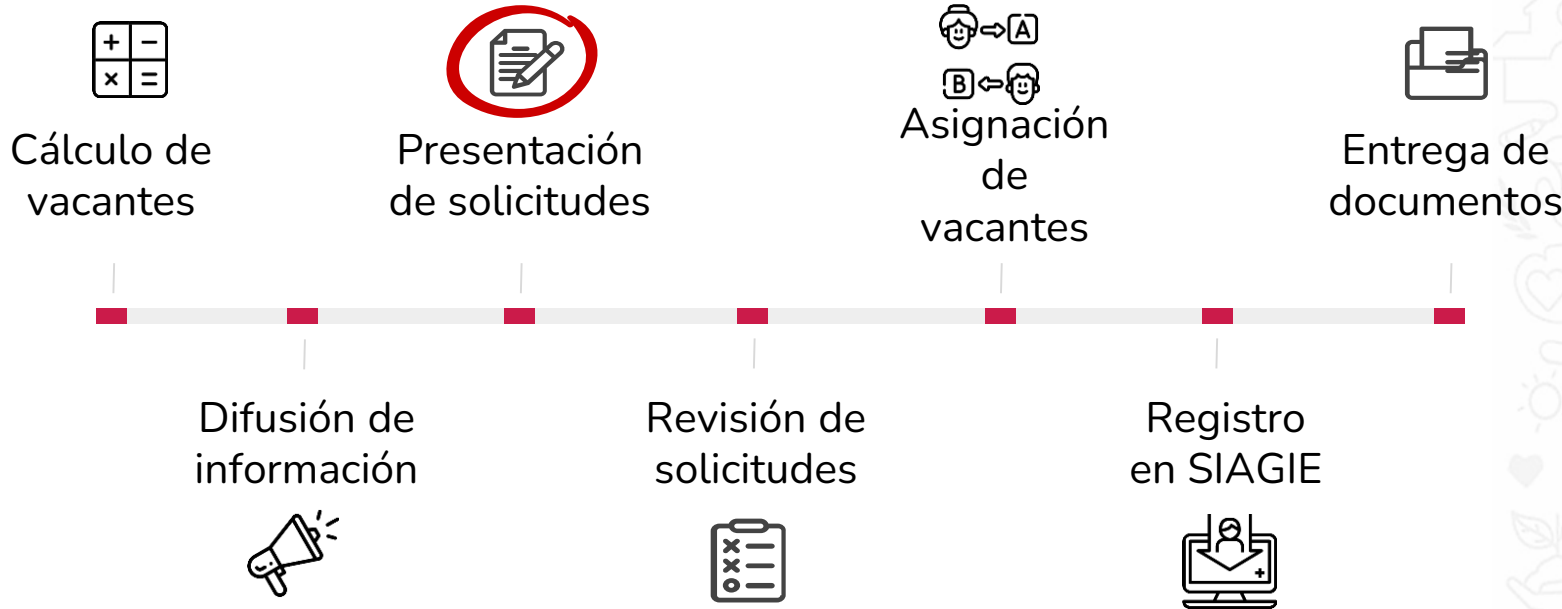 Cálculo de
vacantes
Presentación
de solicitudes
A
B
Asignación
de
vacantes
Entrega de
documentos
Difusión de
información
Revisión de
solicitudes
Registro
en SIAGIE